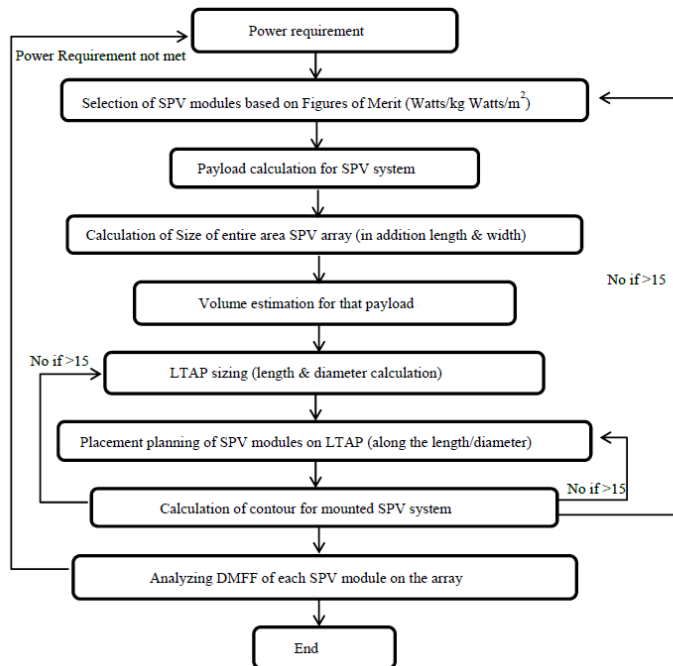 Power requirement
Power Requirement not met
Selection of SPV modules based on Figures of Merit (Watts/kg Watts/m²)
Payload calculation for SPV system
Calculation of Size of entire area SPV array (in addition length & width)
No if >15
Volume estimation for that payload
No if >15
LTAP sizing (length & diameter calculation)
Placement planning of SPV modules on LTAP (along the length/diameter)
No if >15
Calculation of contour for mounted SPV system
Analyzing DMFF of each SPV module on the array
End